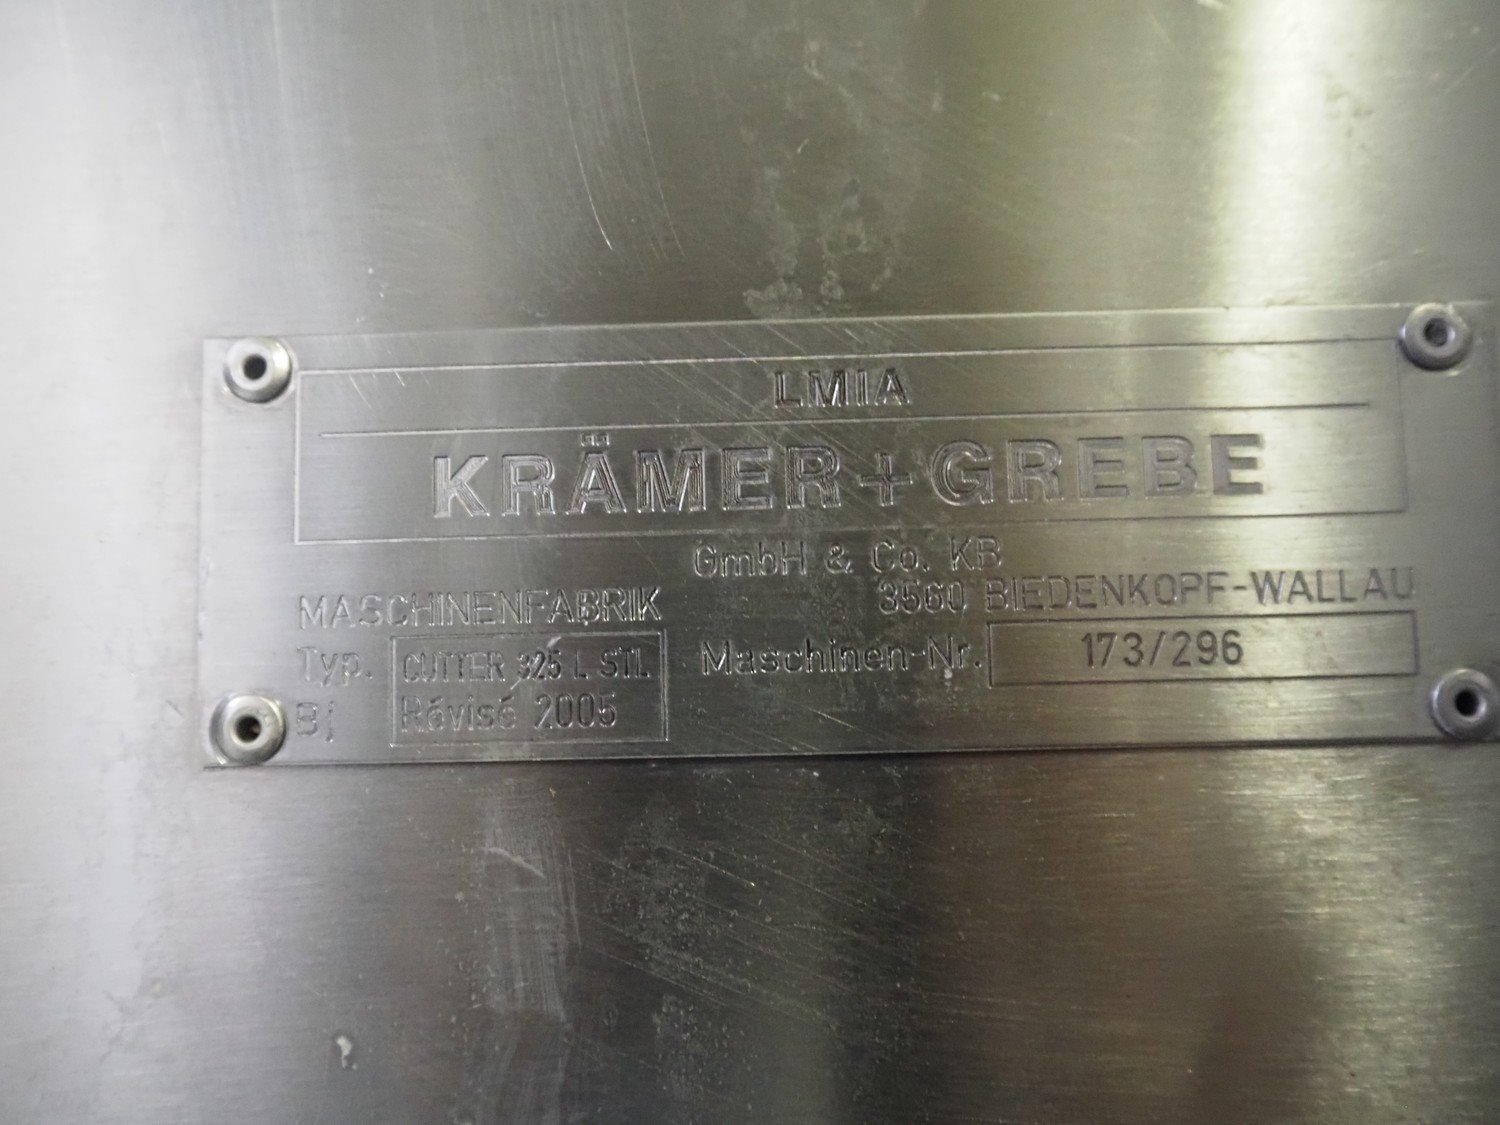 LMIA
KRÄMER+GREBE
GmbH & Co. KB
MASCHINENFABRIK 3560 BIEDENKOPF-WALLAU
Typ. CUTTER 325 L STL Maschinen-Nr. 173/296
Bj Révisé 2005